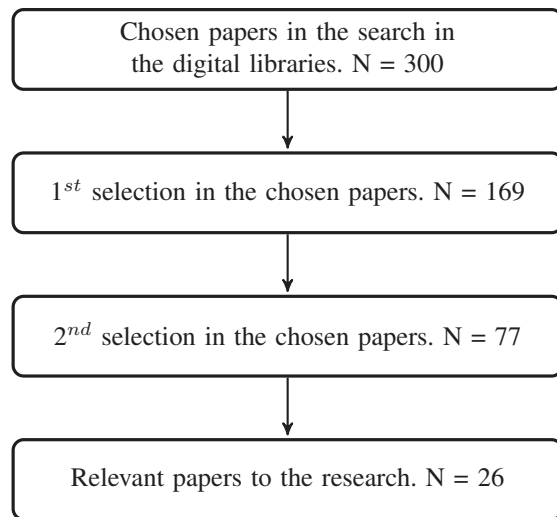 Chosen papers in the search in
the digital libraries. N = 300
1st selection in the chosen papers. N = 169
2nd selection in the chosen papers. N = 77
Relevant papers to the research. N = 26